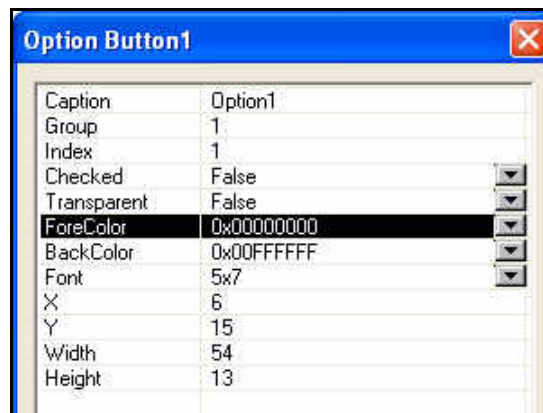 Option Button1
Caption Option1
Group 1
Index 1
Checked False
Transparent False
ForeColor 0x00000000
BackColor 0x00FFFFFF
Font 5x7
X 6
Y 15
Width 54
Height 13